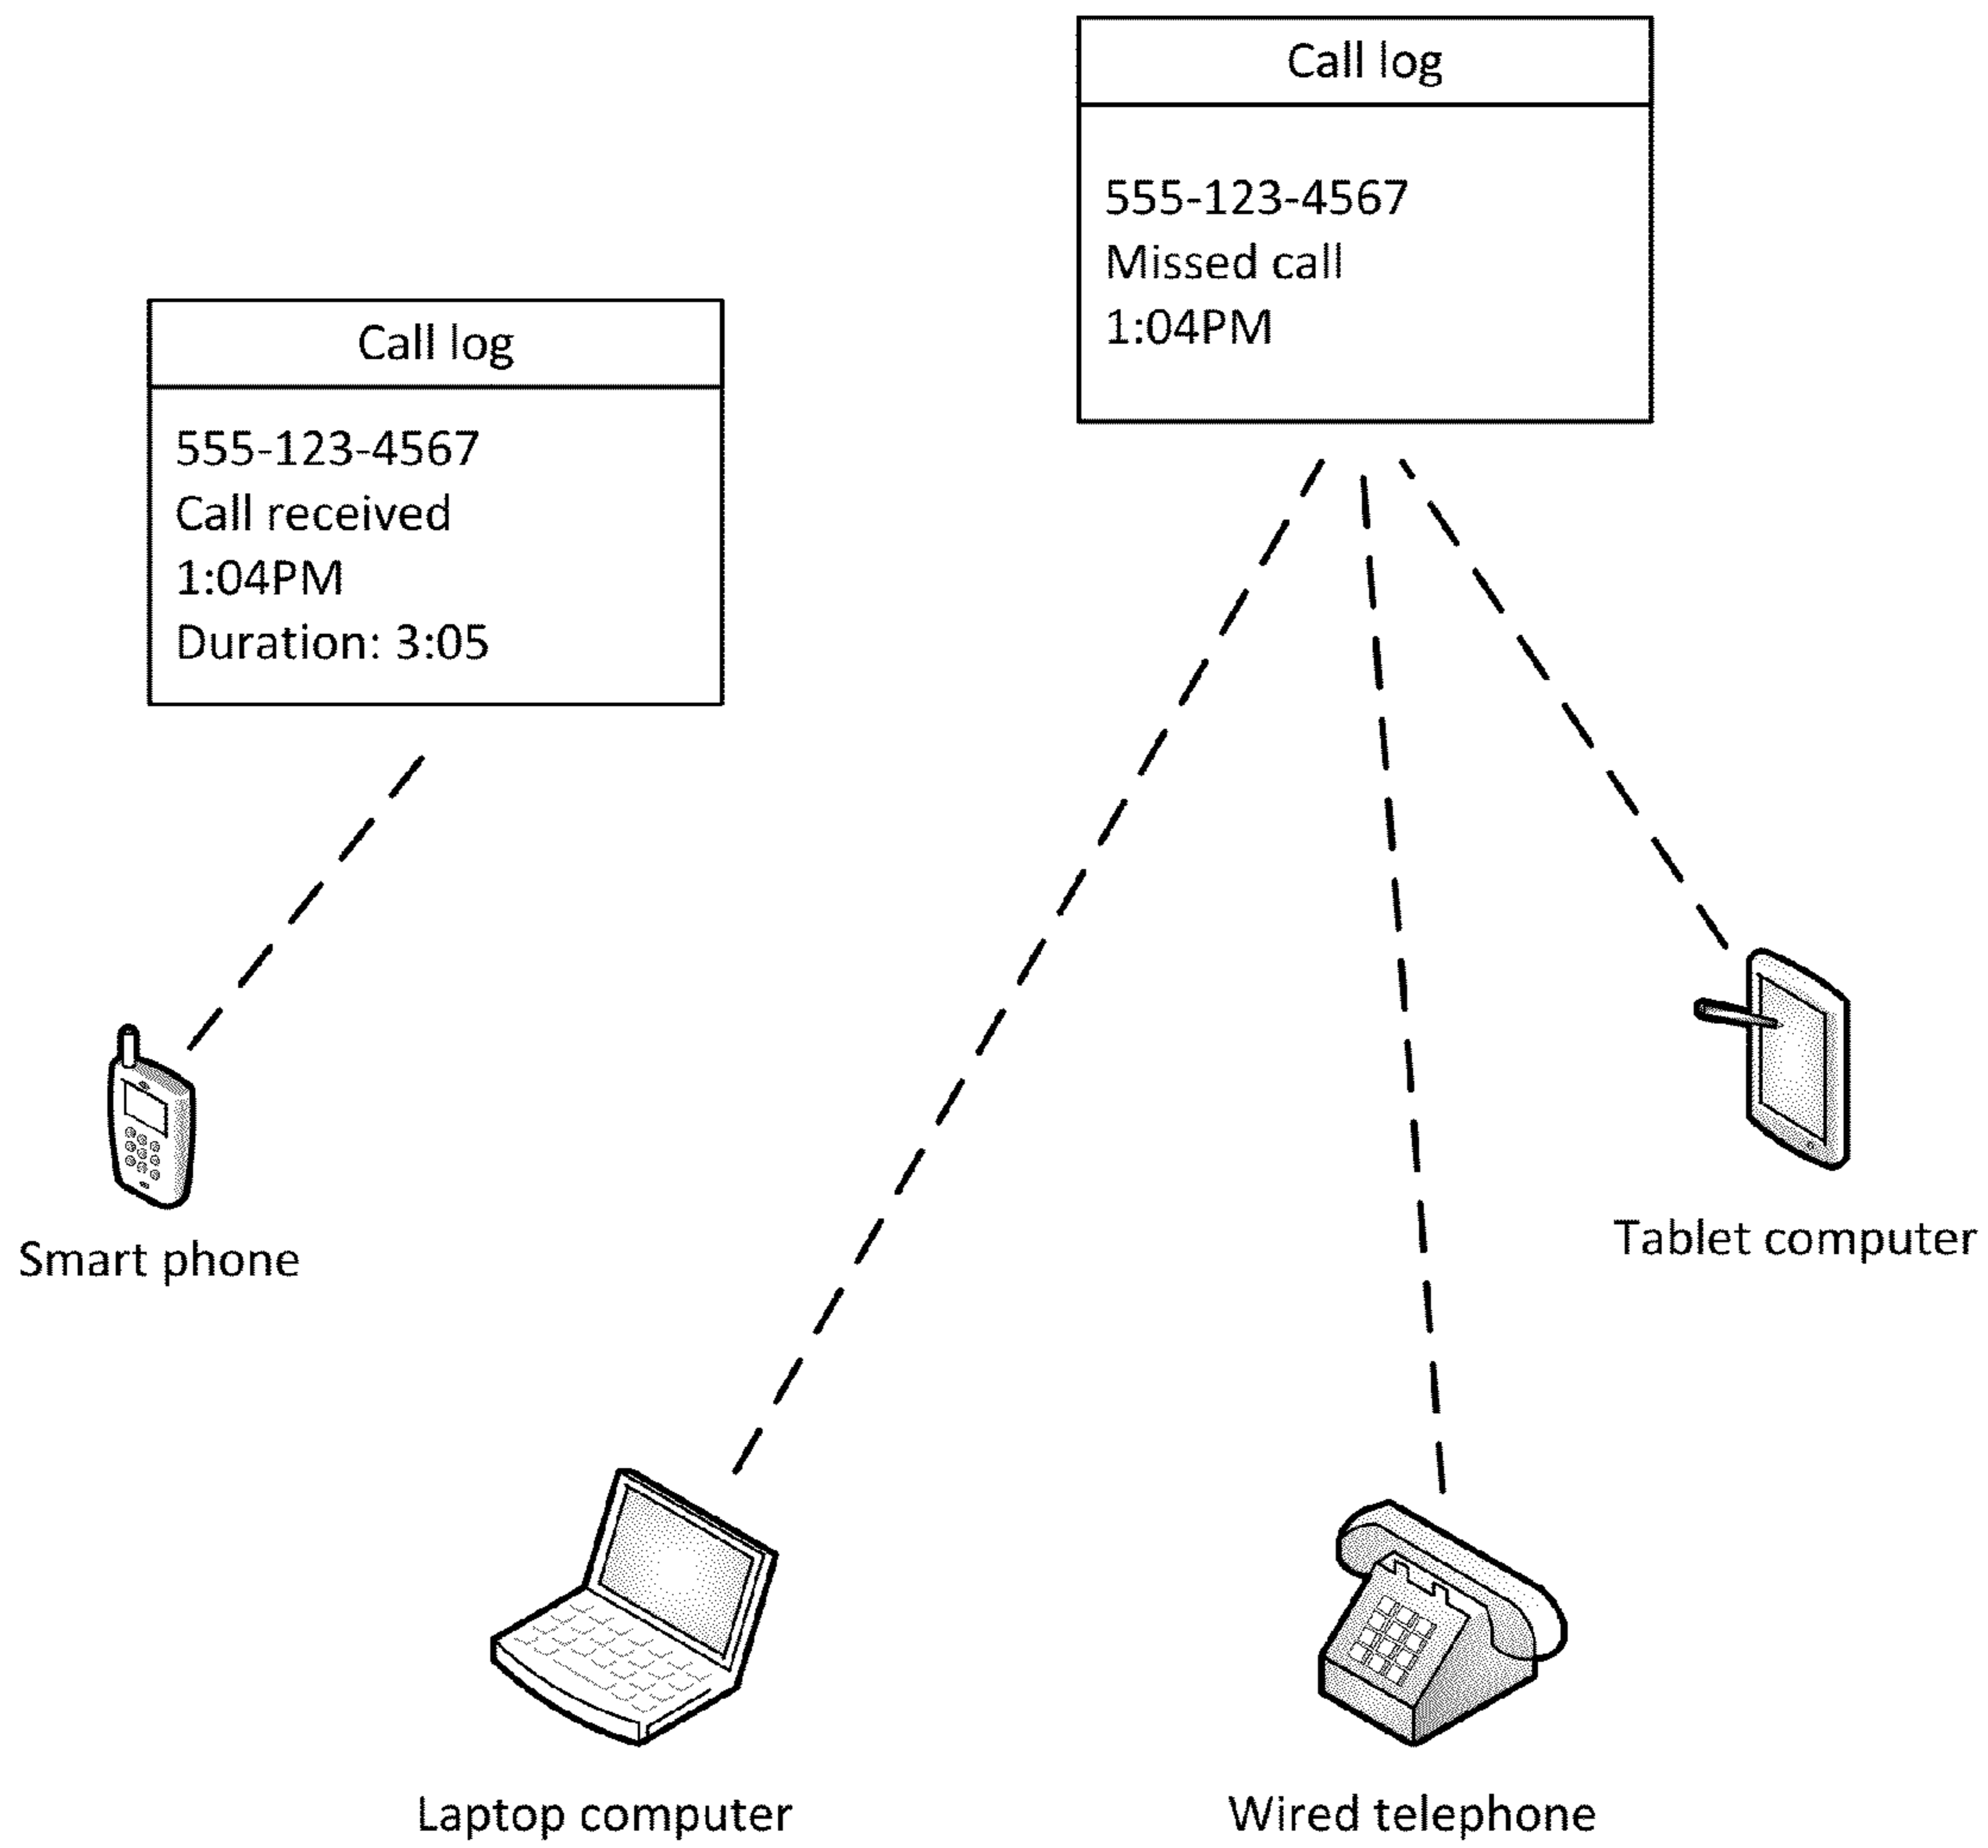 Call log
555-123-4567
Missed call
1:04PM
Call log
555-123-4567
Call received
1:04PM
Duration: 3:05
Smart phone
Tablet computer
Laptop computer
Wired telephone